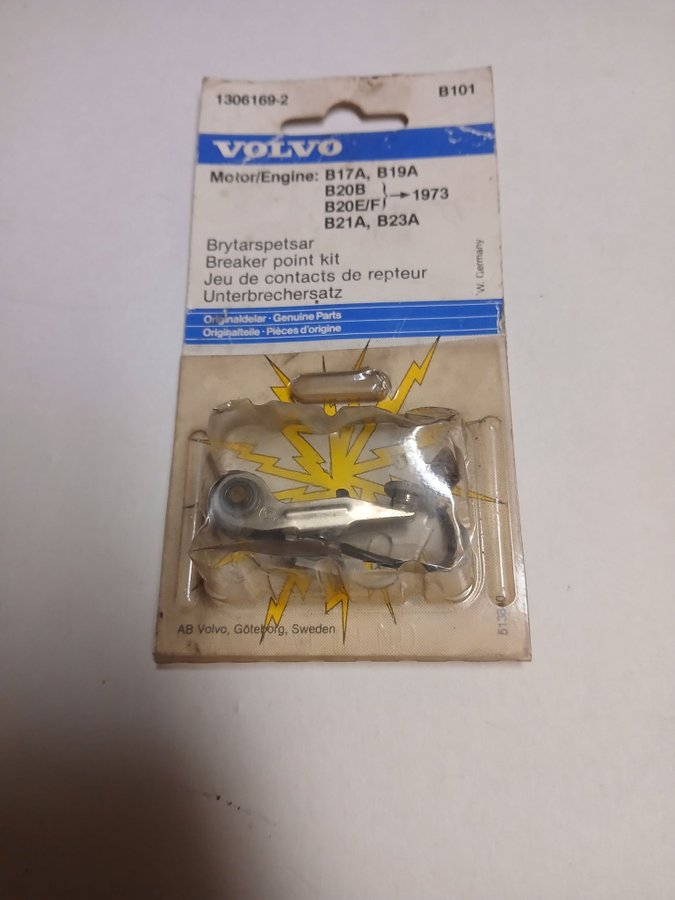 1306169-2 B101
VOLVO
Motor/Engine: B17A, B19A
B20B
B20E/F → 1973
B21A, B23A
Brytarspetsar
Breaker point kit
Jeu de contacts de repteur
Unterbrechersatz
W. Germany
Originaldelar · Genuine Parts
Originalteile · Pièces d'origine
AB Volvo, Göteborg, Sweden